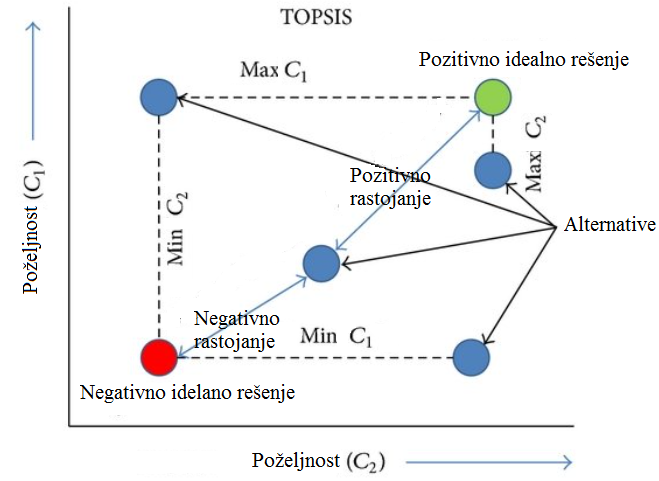 TOPSIS
Pozitivno idealno rešenje
Max C₁
Max C₂
Poželjnost (C₁)
Pozitivno
rastojanje
Min C₂
Alternative
Negativno
rastojanje
Min C₁
Negativno idelano rešenje
Poželjnost (C₂)